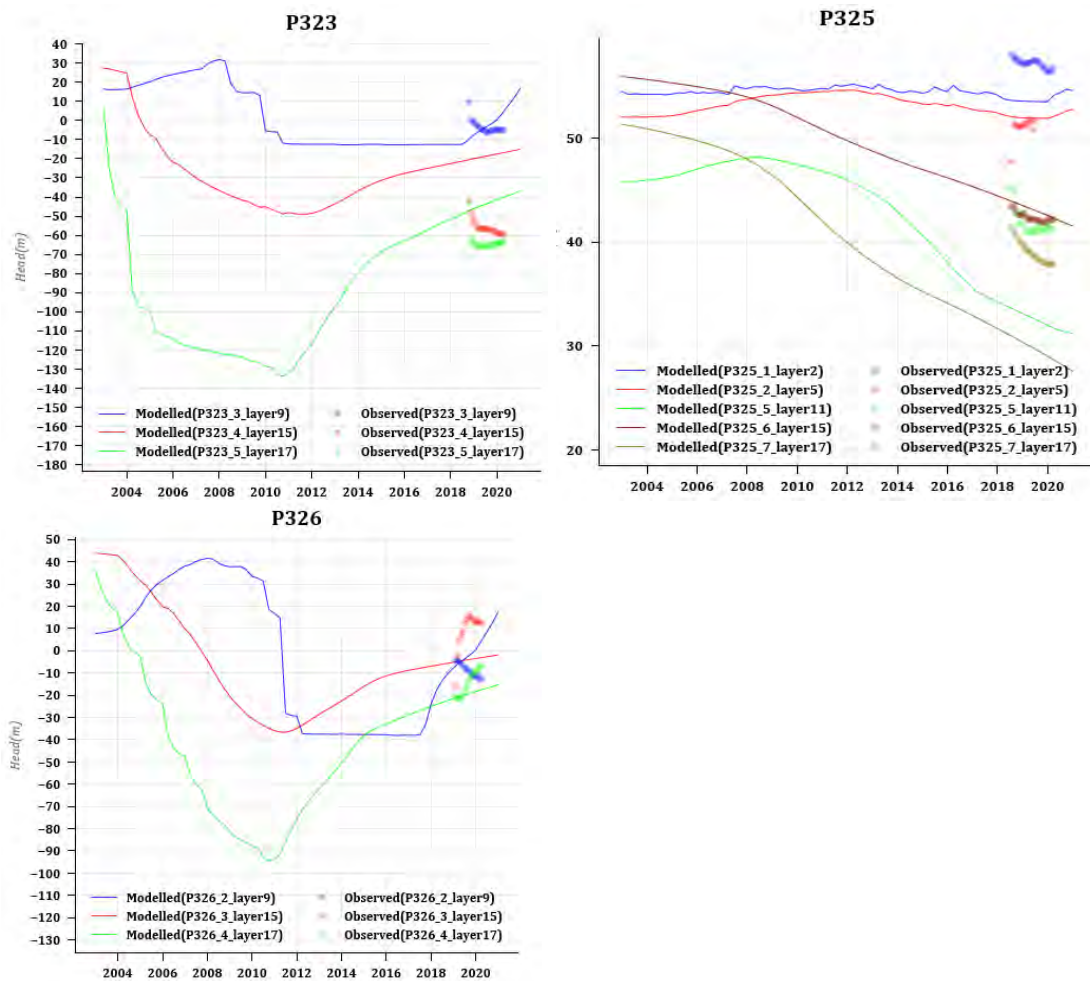 P323
40
30
20
10
0
−10
−20
−30
−40
−50
−60
−70
−80
−90
−100
−110
−120
−130
−140
−150
−160
−170
−180
Head(m)
Modelled(P323_3_layer9)
Modelled(P323_4_layer15)
Modelled(P323_5_layer17)
Observed(P323_3_layer9)
Observed(P323_4_layer15)
Observed(P323_5_layer17)
2004 2006 2008 2010 2012 2014 2016 2018 2020
P325
50
40
30
20
Modelled(P325_1_layer2)
Modelled(P325_2_layer5)
Modelled(P325_5_layer11)
Modelled(P325_6_layer15)
Modelled(P325_7_layer17)
Observed(P325_1_layer2)
Observed(P325_2_layer5)
Observed(P325_5_layer11)
Observed(P325_6_layer15)
Observed(P325_7_layer17)
2004 2006 2008 2010 2012 2014 2016 2018 2020
P326
50
40
30
20
10
0
−10
−20
−30
−40
−50
−60
−70
−80
−90
−100
−110
−120
−130
Head(m)
Modelled(P326_2_layer9)
Modelled(P326_3_layer15)
Modelled(P326_4_layer17)
Observed(P326_2_layer9)
Observed(P326_3_layer15)
Observed(P326_4_layer17)
2004 2006 2008 2010 2012 2014 2016 2018 2020